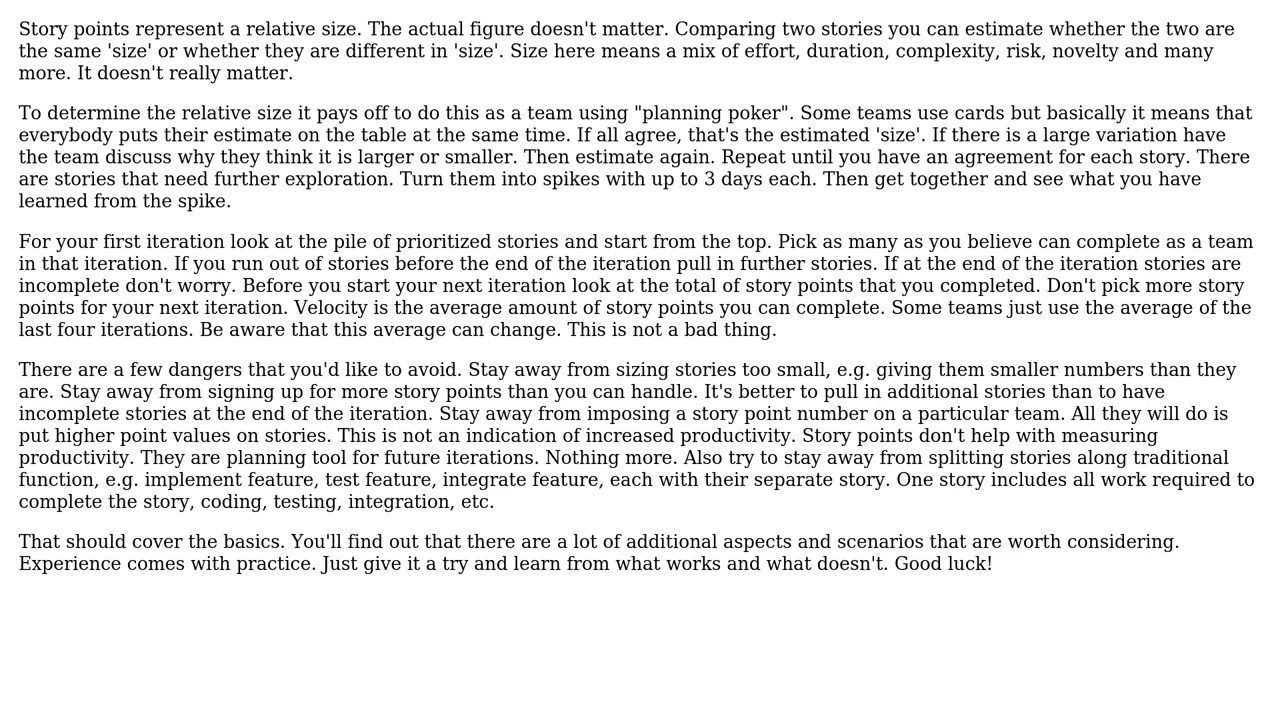 Story points represent a relative size. The actual figure doesn't matter. Comparing two stories you can estimate whether the two are
the same 'size' or whether they are different in 'size'. Size here means a mix of effort, duration, complexity, risk, novelty and many
more. It doesn't really matter.
To determine the relative size it pays off to do this as a team using "planning poker". Some teams use cards but basically it means that
everybody puts their estimate on the table at the same time. If all agree, that's the estimated 'size'. If there is a large variation have
the team discuss why they think it is larger or smaller. Then estimate again. Repeat until you have an agreement for each story. There
are stories that need further exploration. Turn them into spikes with up to 3 days each. Then get together and see what you have
learned from the spike.
For your first iteration look at the pile of prioritized stories and start from the top. Pick as many as you believe can complete as a team
in that iteration. If you run out of stories before the end of the iteration pull in further stories. If at the end of the iteration stories are
incomplete don't worry. Before you start your next iteration look at the total of story points that you completed. Don't pick more story
points for your next iteration. Velocity is the average amount of story points you can complete. Some teams just use the average of the
last four iterations. Be aware that this average can change. This is not a bad thing.
There are a few dangers that you'd like to avoid. Stay away from sizing stories too small, e.g. giving them smaller numbers than they
are. Stay away from signing up for more story points than you can handle. It's better to pull in additional stories than to have
incomplete stories at the end of the iteration. Stay away from imposing a story point number on a particular team. All they will do is
put higher point values on stories. This is not an indication of increased productivity. Story points don't help with measuring
productivity. They are planning tool for future iterations. Nothing more. Also try to stay away from splitting stories along traditional
function, e.g. implement feature, test feature, integrate feature, each with their separate story. One story includes all work required to
complete the story, coding, testing, integration, etc.
That should cover the basics. You'll find out that there are a lot of additional aspects and scenarios that are worth considering.
Experience comes with practice. Just give it a try and learn from what works and what doesn't. Good luck!